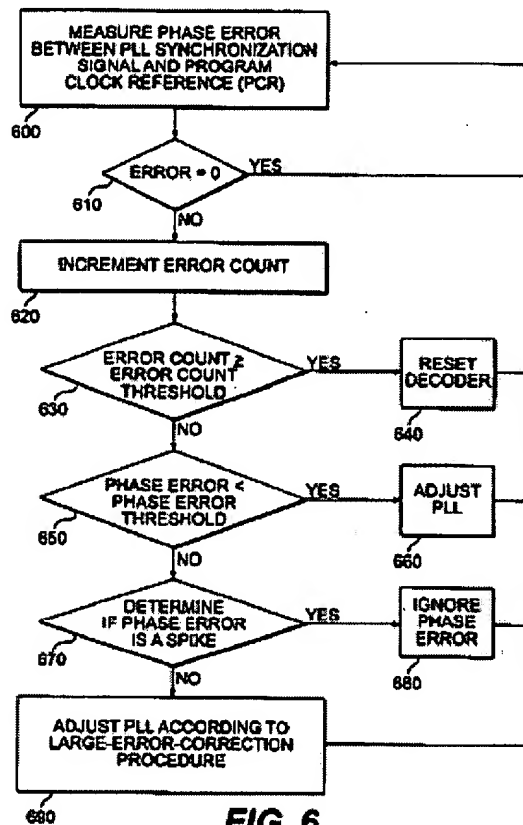 MEASURE PHASE ERROR
BETWEEN PLL SYNCHRONIZATION
SIGNAL AND PROGRAM
CLOCK REFERENCE (PCR)
600
ERROR = 0
YES
610
NO
INCREMENT ERROR COUNT
620
ERROR COUNT ≥
ERROR COUNT
THRESHOLD
YES
RESET
DECODER
630
640
NO
PHASE ERROR <
PHASE ERROR
THRESHOLD
YES
ADJUST
PLL
650
660
NO
DETERMINE
IF PHASE ERROR
IS A SPIKE
YES
IGNORE
PHASE
ERROR
670
680
NO
ADJUST PLL ACCORDING TO
LARGE-ERROR-CORRECTION
PROCEDURE
690
FIG. 6